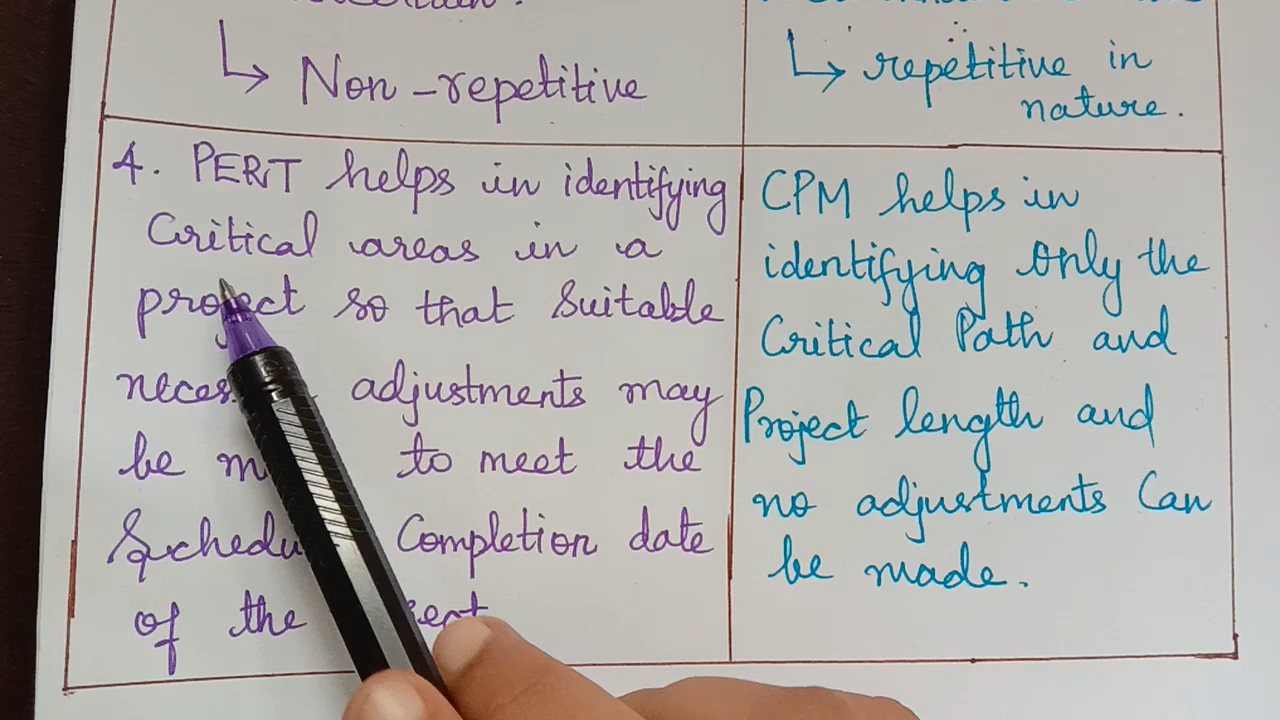 ↳ Non-repetitive
↳ repetitive in
nature.
4. PERT helps in identifying
Critical areas in a
project so that Suitable
adjustments may
be to meet the
Completion date
of the
CPM helps in
identifying only the
Critical Path and
Project length and
no adjustments Can
be made.